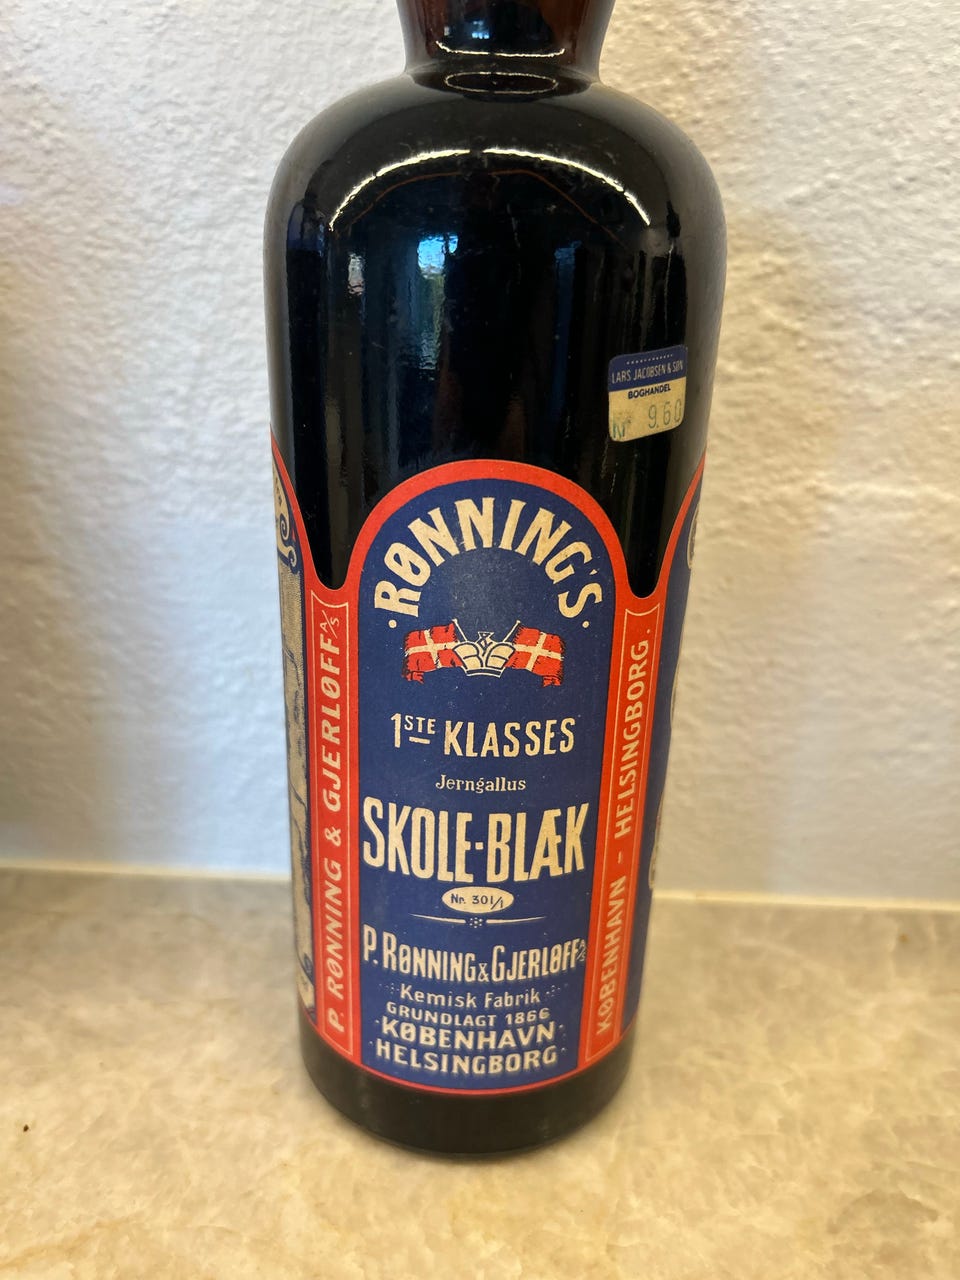 LARS JACOBSEN & SØN
BOGHANDEL
Nr 9.60
RØNNING'S
1STE KLASSES
Jerngallus
SKOLE-BLÆK
Nr. 301/1
P. RØNNING & GJERLØFF A/S
Kemisk Fabrik
GRUNDLAGT 1866
KØBENHAVN
HELSINGBORG
P. RØNNING & GJERLØFF A/S
KØBENHAVN - HELSINGBORG.